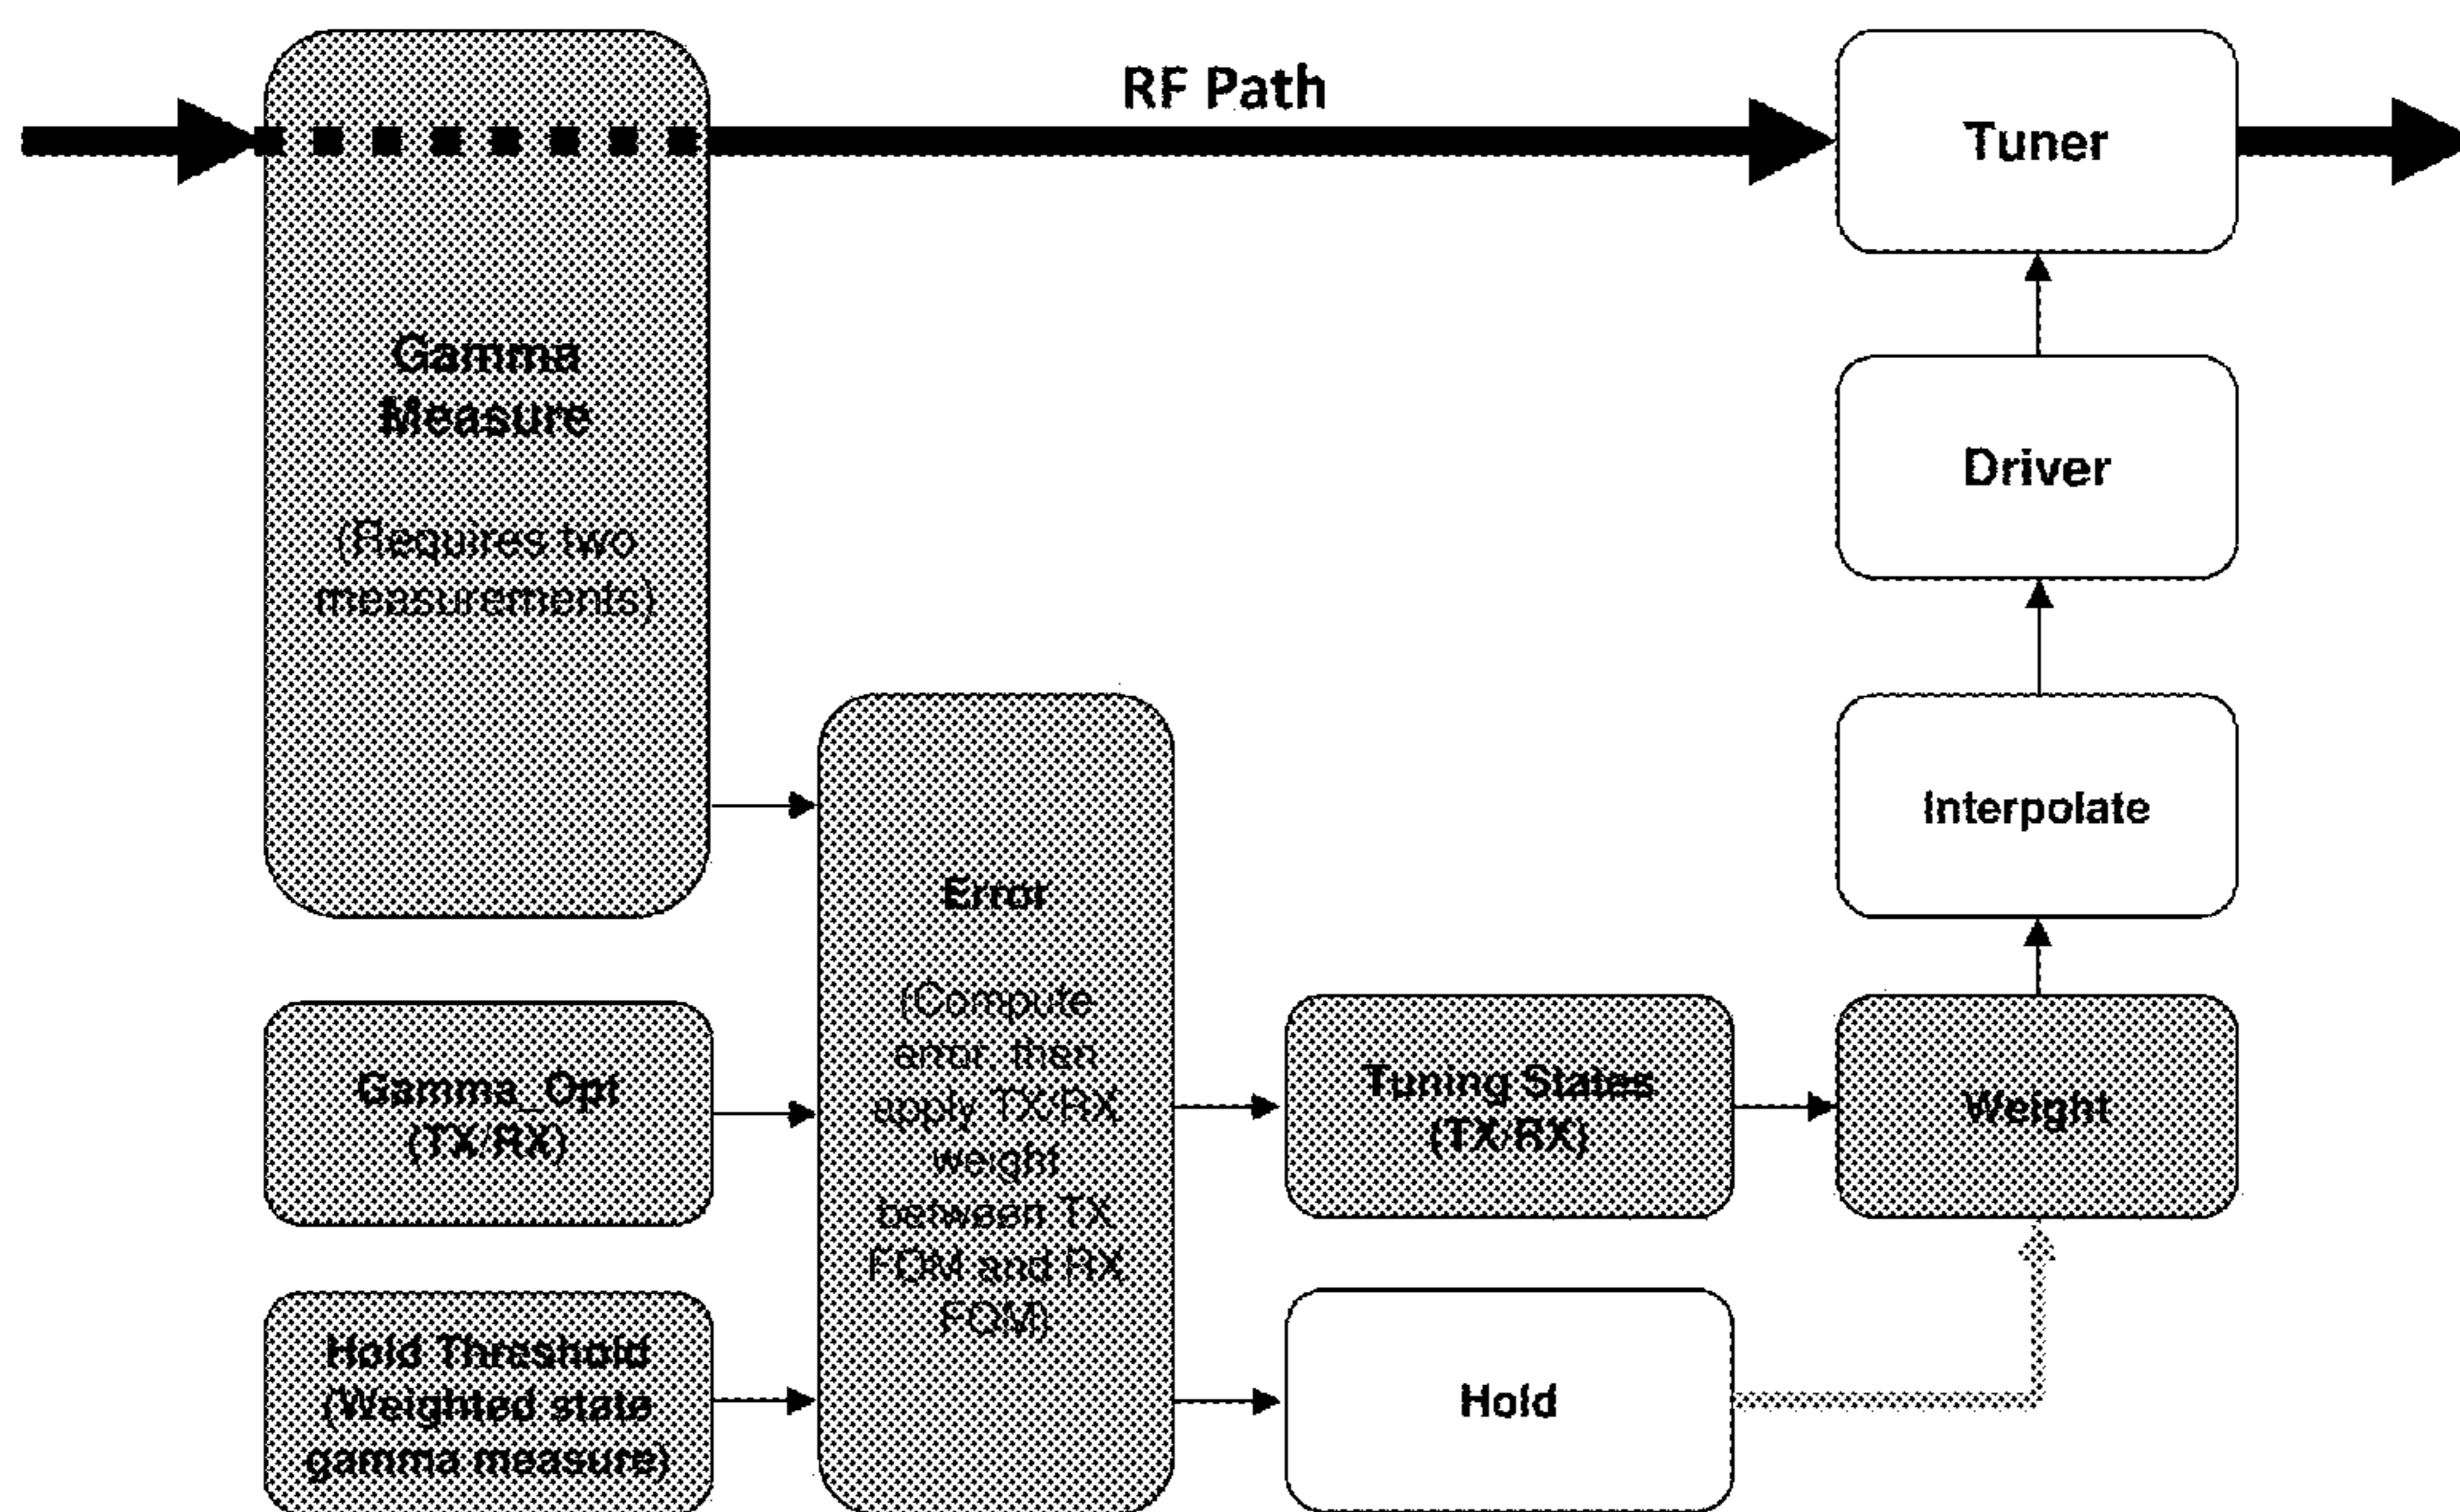 RF Path
Tuner
Gamma
Measure
(Requires two
measurements)
Driver
Interpolate
Error
(Compute
error, then
apply TX/RX
weight
between TX
FOM and RX
FOM)
Gamma_Opt
(TX/RX)
Tuning States
(TX/RX)
Weight
Hold Threshold
(Weighted state
gamma measure)
Hold